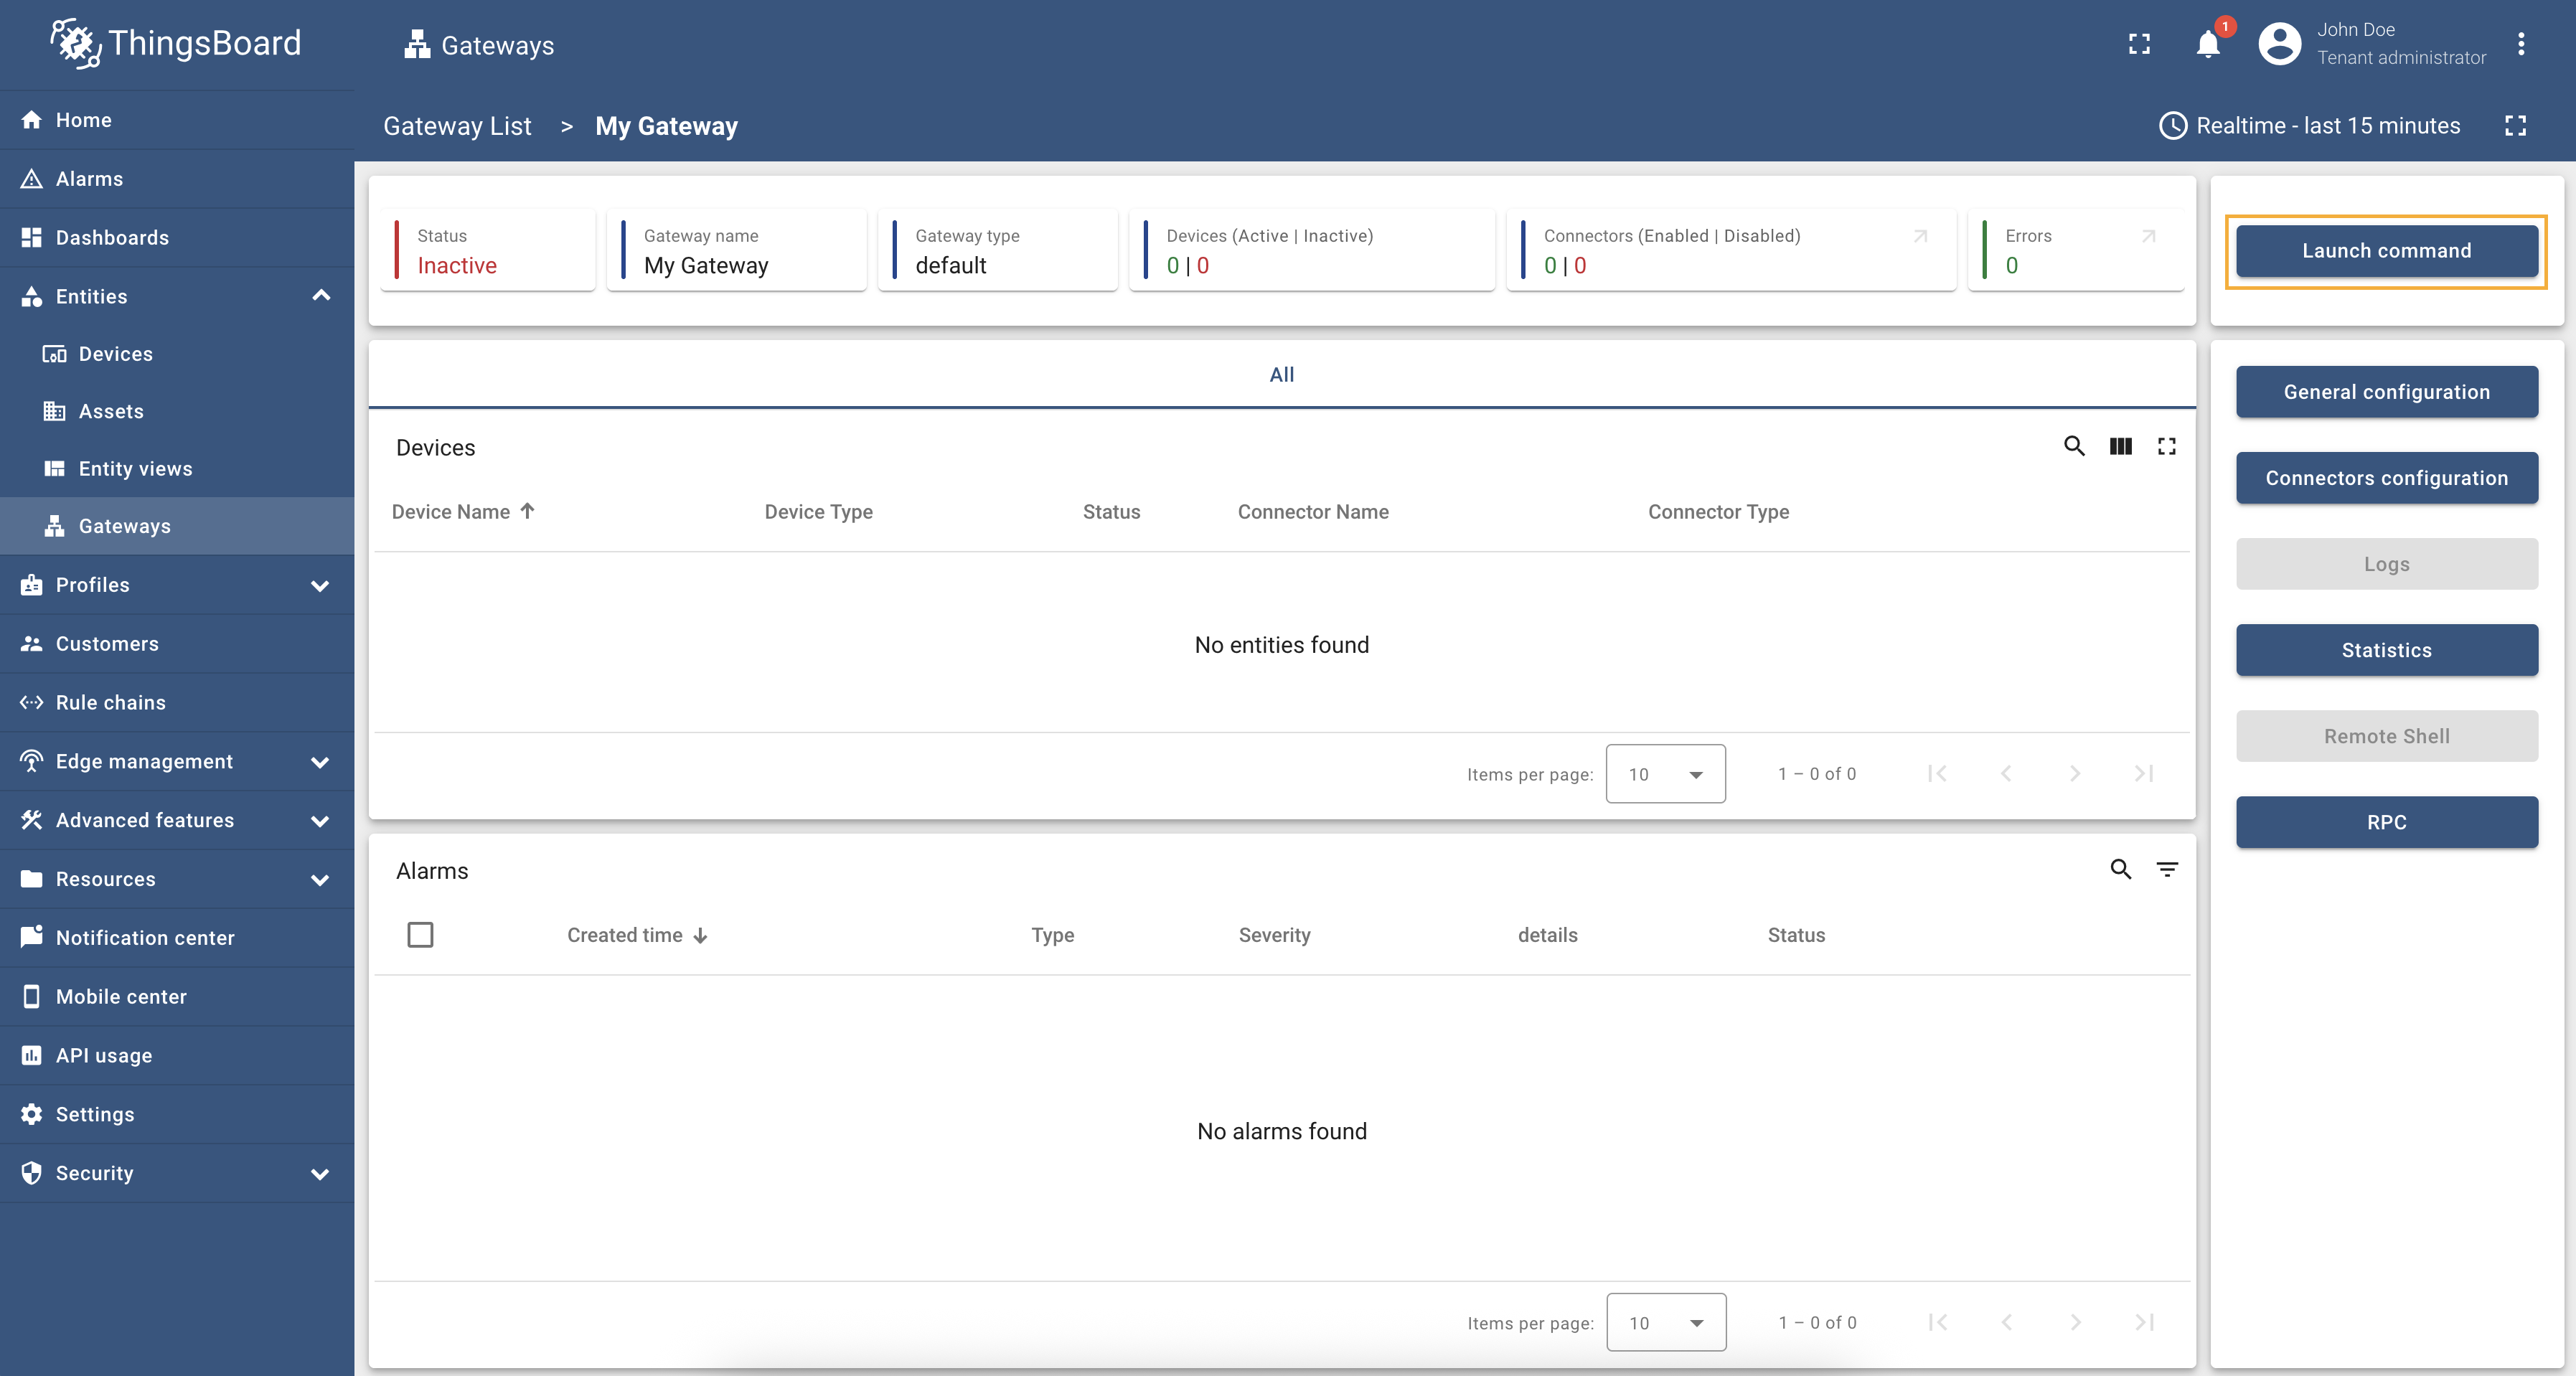 ThingsBoard
Gateways
1
John Doe
Tenant administrator
Gateway List > My Gateway
Realtime - last 15 minutes
Home
Alarms
Dashboards
Entities
Devices
Assets
Entity views
Gateways
Profiles
Customers
Rule chains
Edge management
Advanced features
Resources
Notification center
Mobile center
API usage
Settings
Security
Status
Inactive
Gateway name
My Gateway
Gateway type
default
Devices (Active | Inactive)
0 | 0
Connectors (Enabled | Disabled)
0 | 0
Errors
0
Launch command
All
Devices
Device Name Device Type Status Connector Name Connector Type
No entities found
Items per page: 10 1 – 0 of 0
Alarms
Created time Type Severity details Status
No alarms found
Items per page: 10 1 – 0 of 0
General configuration
Connectors configuration
Logs
Statistics
Remote Shell
RPC